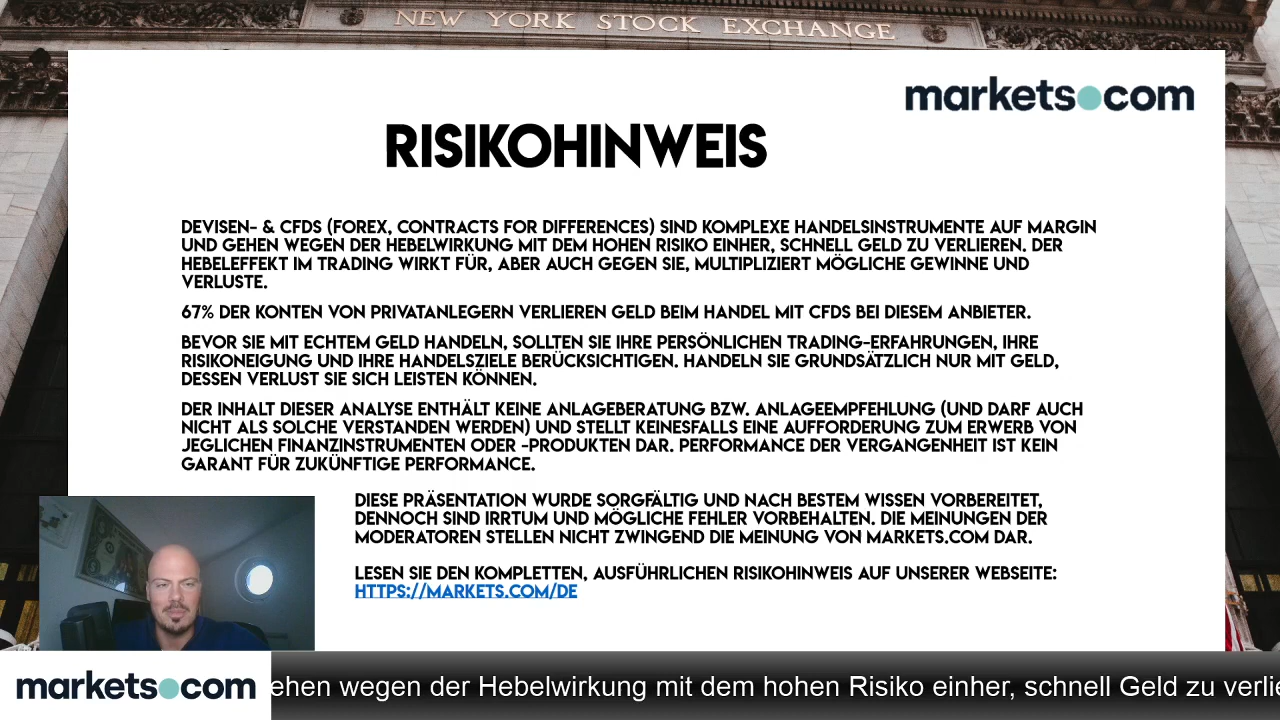 NEW YORK STOCK EXCHANGE
markets.com
RISIKOHINWEIS
DEVISEN- & CFDS (FOREX, CONTRACTS FOR DIFFERENCES) SIND KOMPLEXE HANDELSINSTRUMENTE AUF MARGIN
UND GEHEN WEGEN DER HEBELWIRKUNG MIT DEM HOHEN RISIKO EINHER, SCHNELL GELD ZU VERLIEREN. DER
HEBELEFFEKT IM TRADING WIRKT FÜR, ABER AUCH GEGEN SIE, MULTIPLIZIERT MÖGLICHE GEWINNE UND
VERLUSTE.
67% DER KONTEN VON PRIVATANLEGERN VERLIEREN GELD BEIM HANDEL MIT CFDS BEI DIESEM ANBIETER.
BEVOR SIE MIT ECHTEM GELD HANDELN, SOLLTEN SIE IHRE PERSÖNLICHEN TRADING-ERFAHRUNGEN, IHRE
RISIKONEIGUNG UND IHRE HANDELSZIELE BERÜCKSICHTIGEN. HANDELN SIE GRUNDSÄTZLICH NUR MIT GELD,
DESSEN VERLUST SIE SICH LEISTEN KÖNNEN.
DER INHALT DIESER ANALYSE ENTHÄLT KEINE ANLAGEBERATUNG BZW. ANLAGEEMPFEHLUNG (UND DARF AUCH
NICHT ALS SOLCHE VERSTANDEN WERDEN) UND STELLT KEINESFALLS EINE AUFFORDERUNG ZUM ERWERB VON
JEGLICHEN FINANZINSTRUMENTEN ODER -PRODUKTEN DAR. PERFORMANCE DER VERGANGENHEIT IST KEIN
GARANT FÜR ZUKÜNFTIGE PERFORMANCE.
DIESE PRÄSENTATION WURDE SORGFÄLTIG UND NACH BESTEM WISSEN VORBEREITET,
DENNOCH SIND IRRTUM UND MÖGLICHE FEHLER VORBEHALTEN. DIE MEINUNGEN DER
MODERATOREN STELLEN NICHT ZWINGEND DIE MEINUNG VON MARKETS.COM DAR.
LESEN SIE DEN KOMPLETTEN, AUSFÜHRLICHEN RISIKOHINWEIS AUF UNSERER WEBSEITE:
HTTPS://MARKETS.COM/DE
markets.com
ehen wegen der Hebelwirkung mit dem hohen Risiko einher, schnell Geld zu verlie